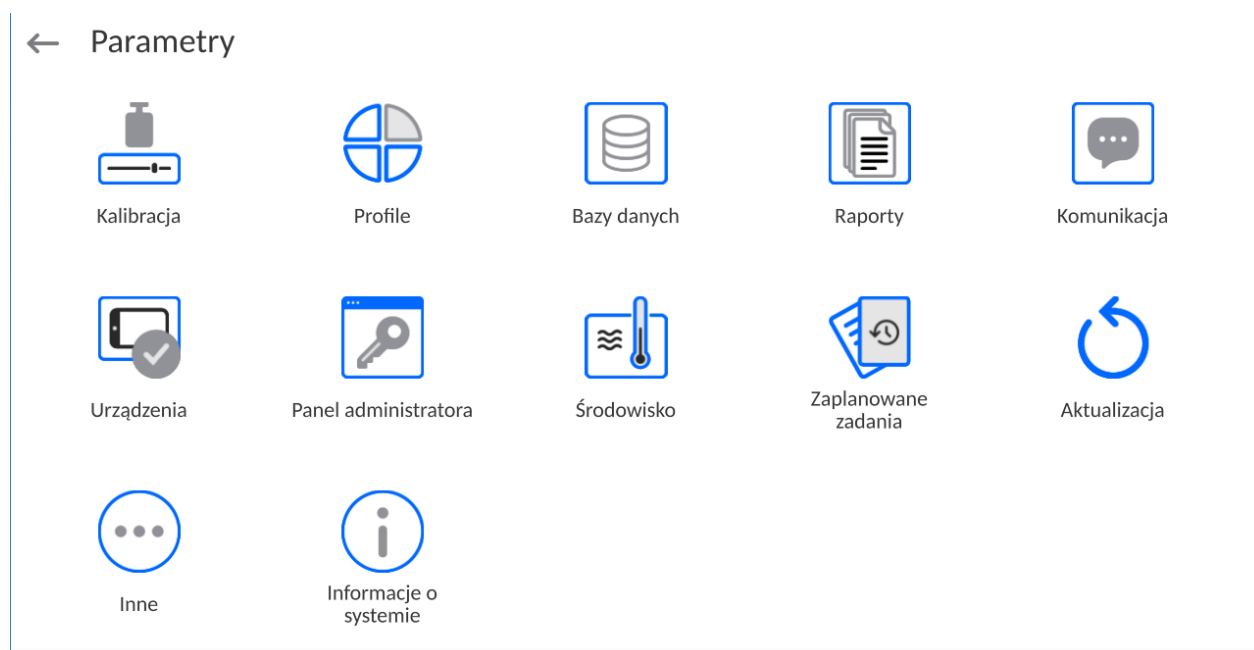 Parametry
Kalibracja
Profile
Bazy danych
Raporty
Komunikacja
Urządzenia
Panel administratora
Środowisko
Zaplanowane
zadania
Aktualizacja
Inne
Informacje o
systemie